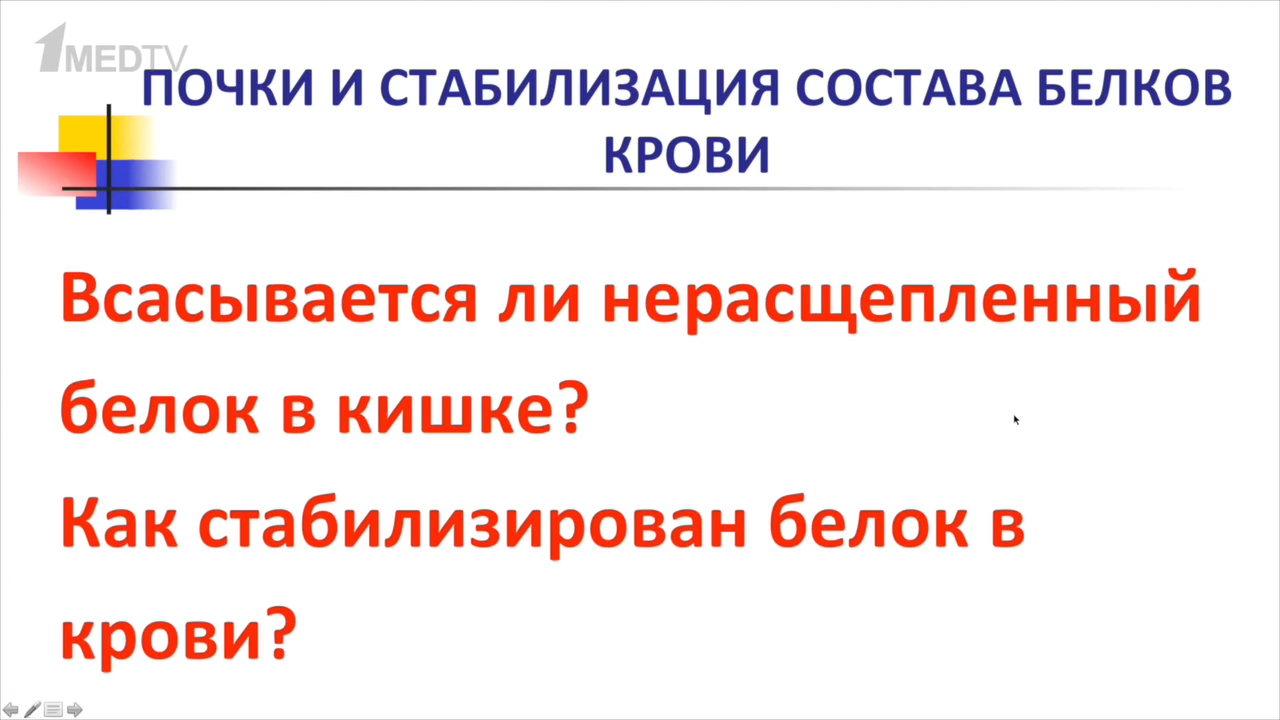 1MEDTV
ПОЧКИ И СТАБИЛИЗАЦИЯ СОСТАВА БЕЛКОВ
КРОВИ
Всасывается ли нерасщепленный
белок в кишке?
Как стабилизирован белок в
крови?